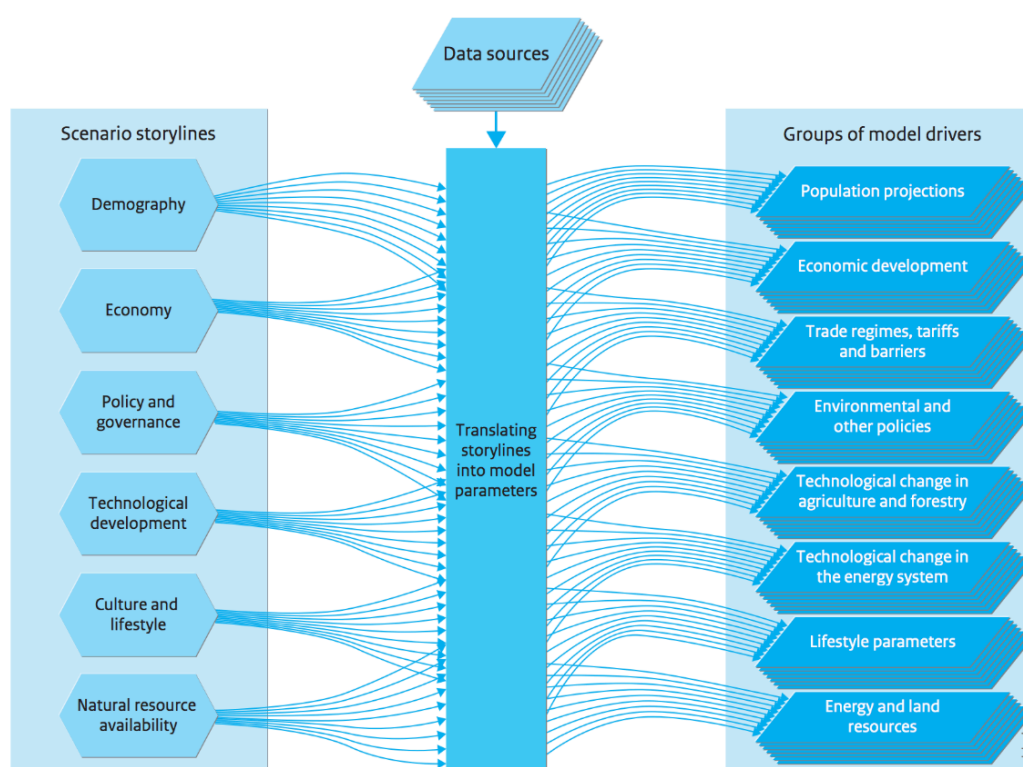 Data sources
Scenario storylines
Demography
Economy
Policy and
governance
Technological
development
Culture and
lifestyle
Natural resource
availability
Translating
storylines
into model
parameters
Groups of model drivers
Population projections
Economic development
Trade regimes, tariffs
and barriers
Environmental and
other policies
Technological change in
agriculture and forestry
Technological change in
the energy system
Lifestyle parameters
Energy and land
resources